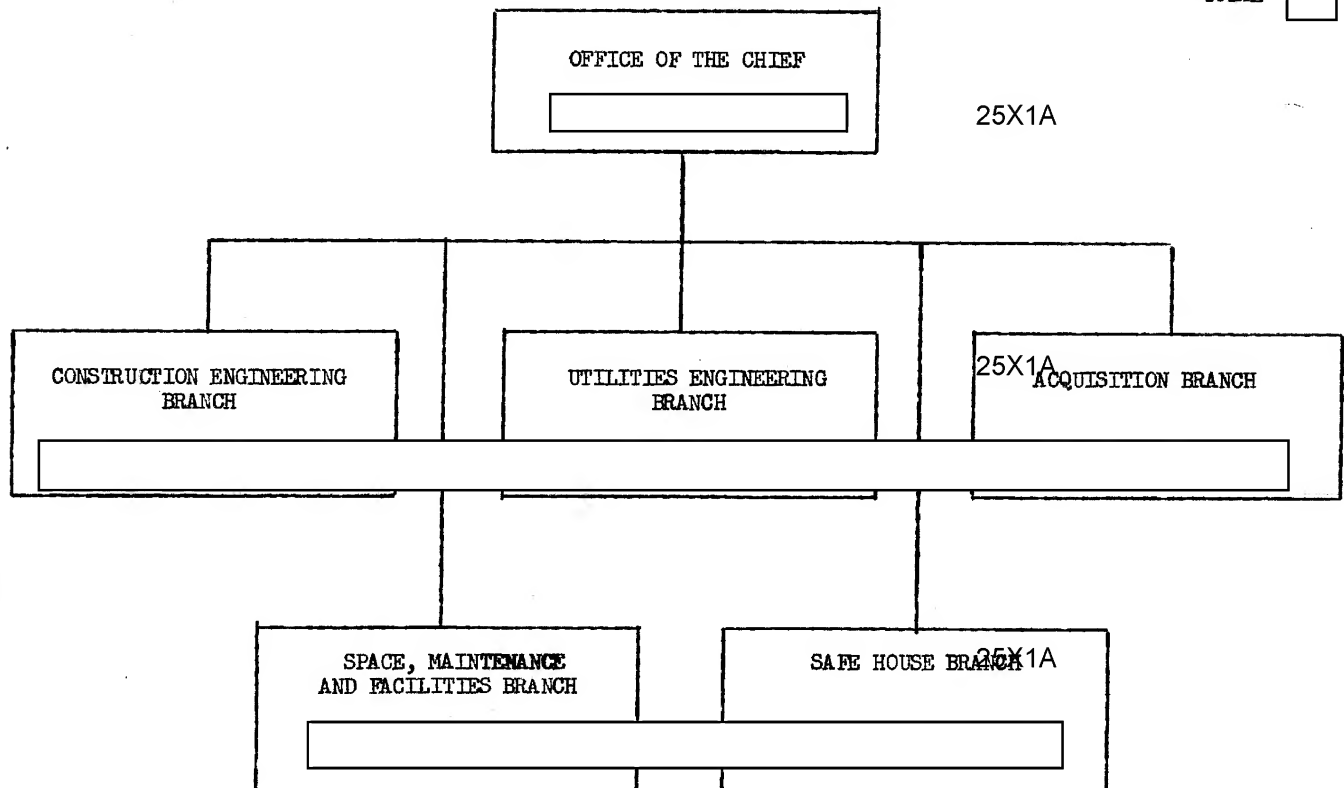 OFFICE OF THE CHIEF
25X1A
CONSTRUCTION ENGINEERING
BRANCH
UTILITIES ENGINEERING
BRANCH
25X1A
ACQUISITION BRANCH
SPACE, MAINTENANCE
AND FACILITIES BRANCH
SAFE HOUSE BRANCH
25X1A